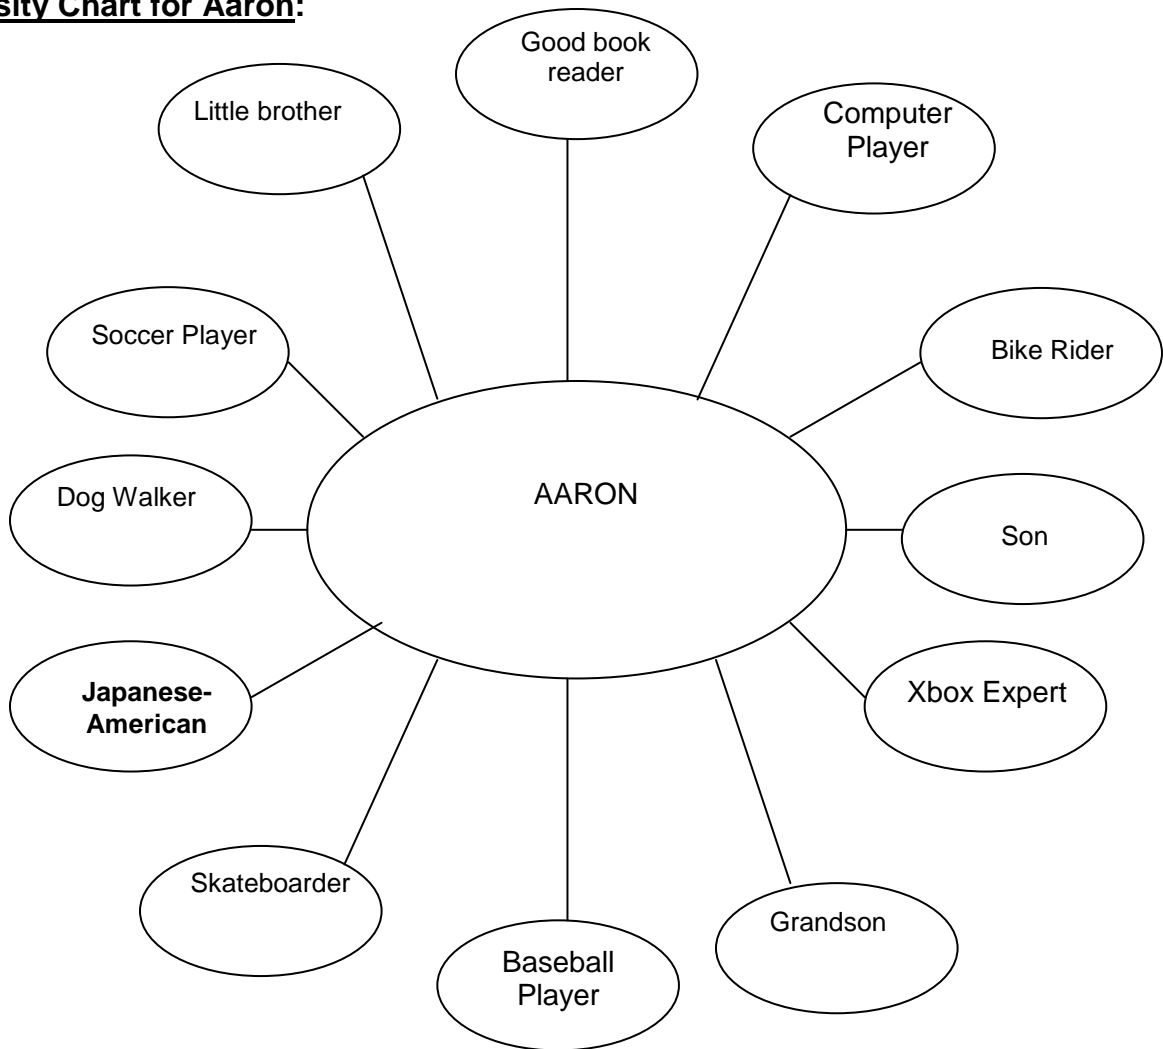 sity Chart for Aaron:
Good book
reader
Little brother
Computer
Player
Soccer Player
Bike Rider
Dog Walker
AARON
Son
Japanese-
American
Xbox Expert
Skateboarder
Grandson
Baseball
Player